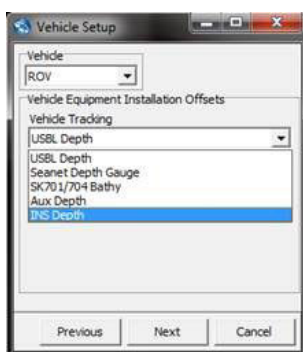 Vehicle Setup
Vehicle
ROV
Vehicle Equipment Installation Offsets
Vehicle Tracking
USBL Depth
USBL Depth
Seanet Depth Gauge
SK701/704 Bathy
Aux Depth
INS Depth
Previous
Next
Cancel